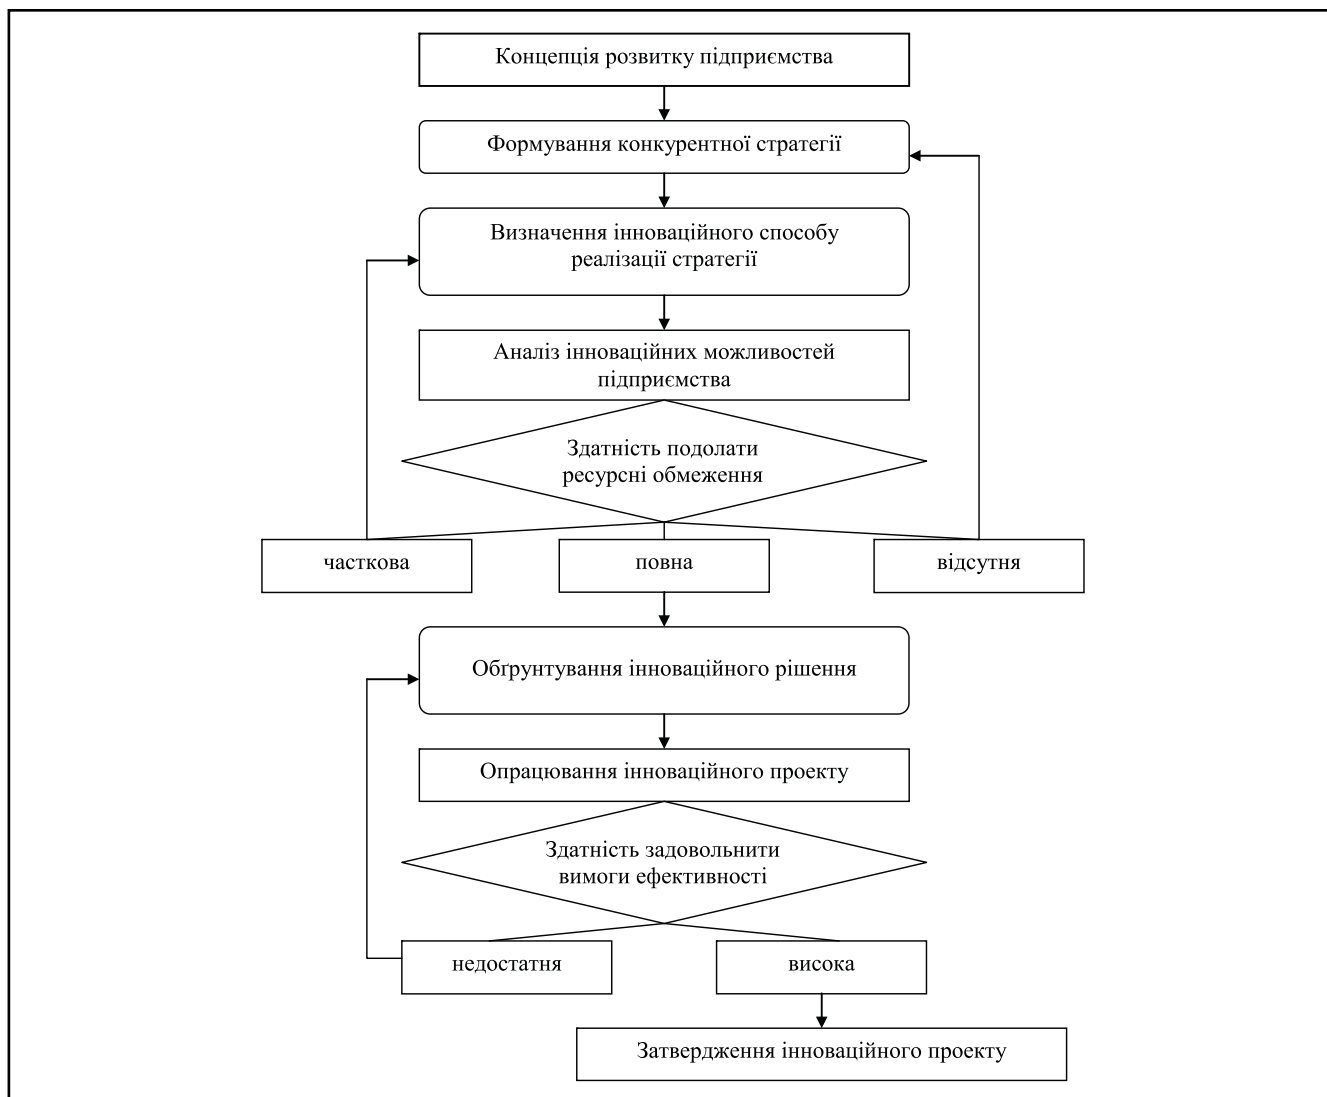 Концепція розвитку підприємства
Формування конкурентної стратегії
Визначення інноваційного способу
реалізації стратегії
Аналіз інноваційних можливостей
підприємства
Здатність подолати
ресурсні обмеження
часткова
повна
відсутня
Обґрунтування інноваційного рішення
Опрацювання інноваційного проекту
Здатність задовольнити
вимоги ефективності
недостатня
висока
Затвердження інноваційного проекту